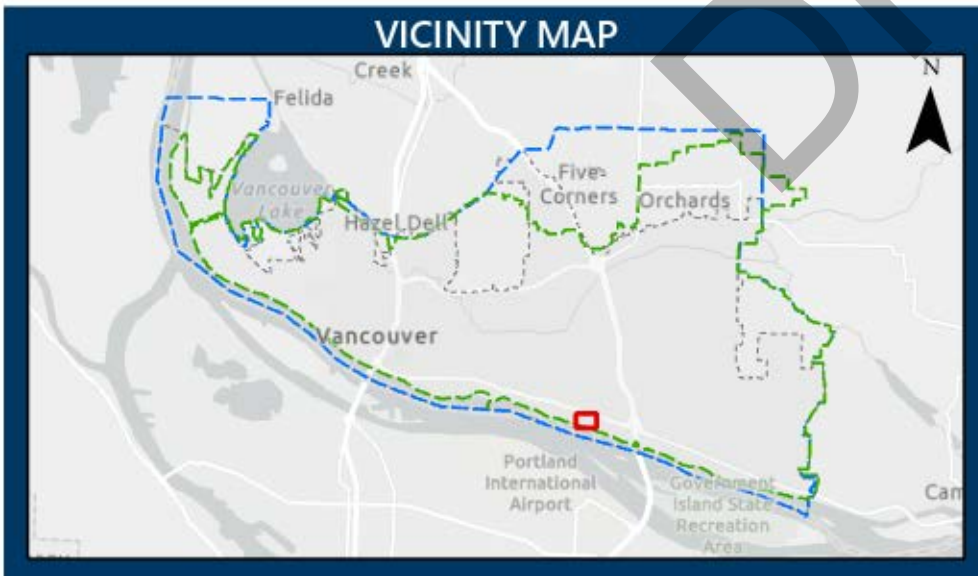 VICINITY MAP
Creek
N
Felida
Vancouver
Lake
Five
Corners
Orchards
Hazel Dell
Vancouver
Portland
International
Airport
Government
Island State
Recreation
Area
Cam